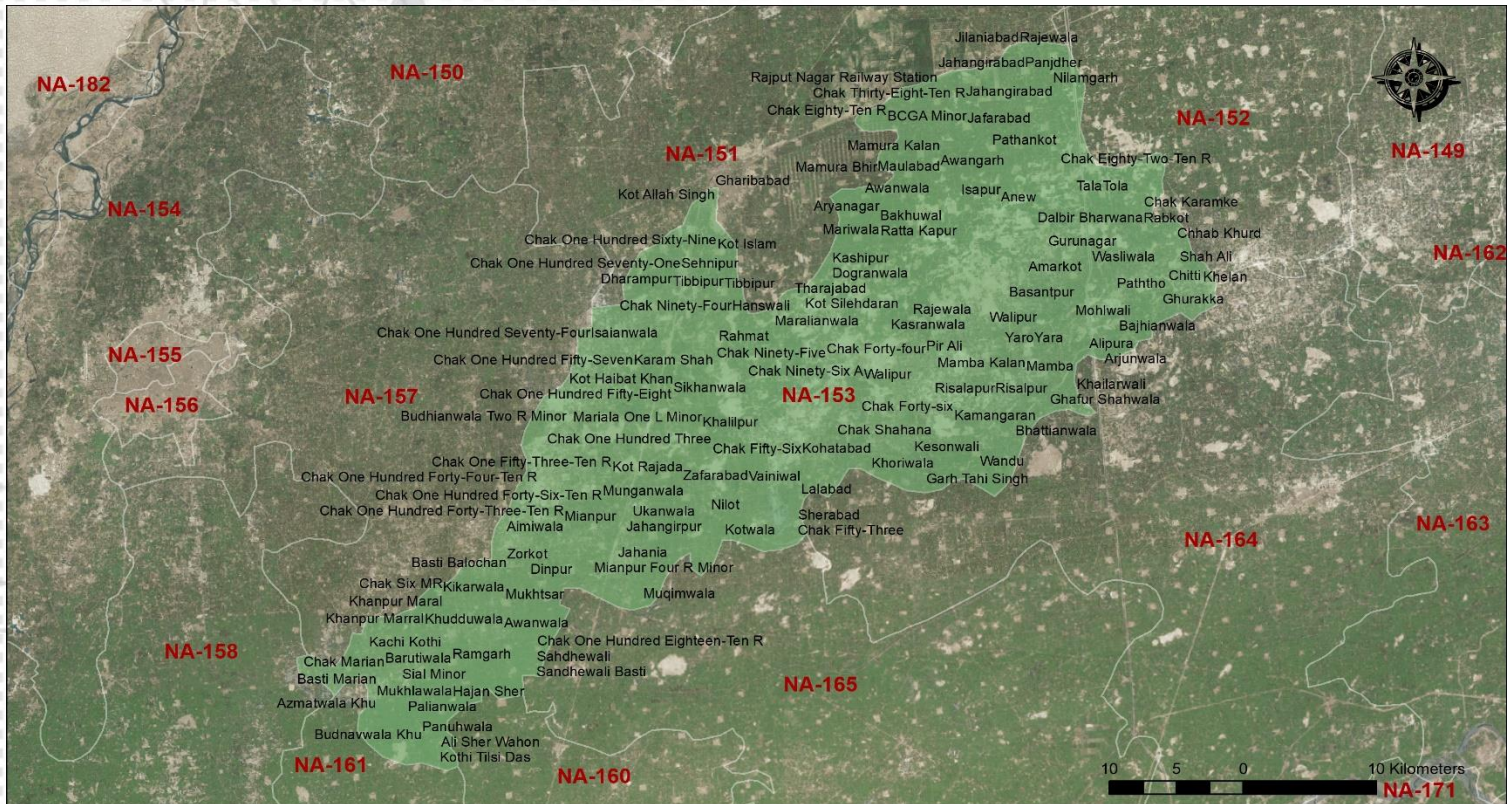 Jilaniabad Rajewala
NA-150
NA-182
Jahangirabad Panjdher
Rajput Nagar Railway Station
Nilamgarh
Chak Thirty-Eight-Ten R Jahangirabad
Chak Eighty-Ten R
BCGA Minor Jafarabad
NA-152
Pathankot
Mamura Kalan
NA-151
NA-149
Awangarh
Chak Eighty-Two-Ten R
Mamura Bhir Maulabad
Gharibabad
Kot Allah Singh
Awanwala
Isapur
Anew
Tala Tola
Chak Karamke
NA-154
Aryanagar
Bakhuwal
Dalbir Bharwana Rabkot
Mariwala Ratta Kapur
Chhab Khurd
Chak One Hundred Sixty-Nine Kot Islam
Gurunagar
NA-162
Kashipur
Wasliwala
Shah Ali
Chak One Hundred Seventy-One Sehnipur
Dogranwala
Amarkot
Chitti Khelan
Dharampur Tibbipur Tibbipur
Tharajabad
Paththo
Basantpur
Ghurakka
Chak Ninety-Four Hanswali
Kot Silehdaran
Rajewala
Mohlwali
Maralianwala
Kasranwala
Walipur
Bajhianwala
Chak One Hundred Seventy-Four Isaianwala
Rahmat
Yaro Yara
Alipura
NA-155
Chak One Hundred Fifty-Seven Karam Shah
Chak Ninety-Five
Chak Forty-four Pir Ali
Arjunwala
Mamba Kalan Mamba
Kot Haibat Khan
Chak Ninety-Six A
Walipur
Sikhanwala
Risalapur Risalpur
Khailarwali
Chak One Hundred Fifty-Eight
NA-153
Ghafur Shahwala
NA-157
NA-156
Chak Forty-six
Kamangaran
Budhianwala Two R Minor
Mariala One L Minor
Khalilpur
Chak Shahana
Bhattianwala
Chak One Hundred Three
Chak Fifty-Six Kohatabad
Kesonwali
Chak One Fifty-Three-Ten R
Kot Rajada
Khoriwala
Wandu
Chak One Hundred Forty-Four-Ten R
Zafarabad Vainiwal
Garh Tahi Singh
Chak One Hundred Forty-Six-Ten R
Munganwala
Lalabad
Chak One Hundred Forty-Three-Ten R
Mianpur
Ukanwala
Nilot
Sherabad
Aimiwala
Jahangirpur
Kotwala
Chak Fifty-Three
NA-163
NA-164
Zorkot
Jahania
Basti Balochan
Dinpur
Mianpur Four R Minor
Chak Six MR
Kikarwala
Mukhtsar
Muqimwala
Khanpur Maral
Khanpur Marral Khudduwala
Awanwala
Kachi Kothi
Chak One Hundred Eighteen-Ten R
NA-158
Chak Marian
Barutiwala
Ramgarh
Sahdhewali
Basti Marian
Sial Minor
Sandhewali Basti
NA-165
Mukhlawala Hajan Sher
Azmatwala Khu
Palianwala
Panuhwala
Budnavwala Khu
Ali Sher Wahon
Kothi Tilsi Das
NA-161
NA-160
10 5 0 10 Kilometers
NA-171